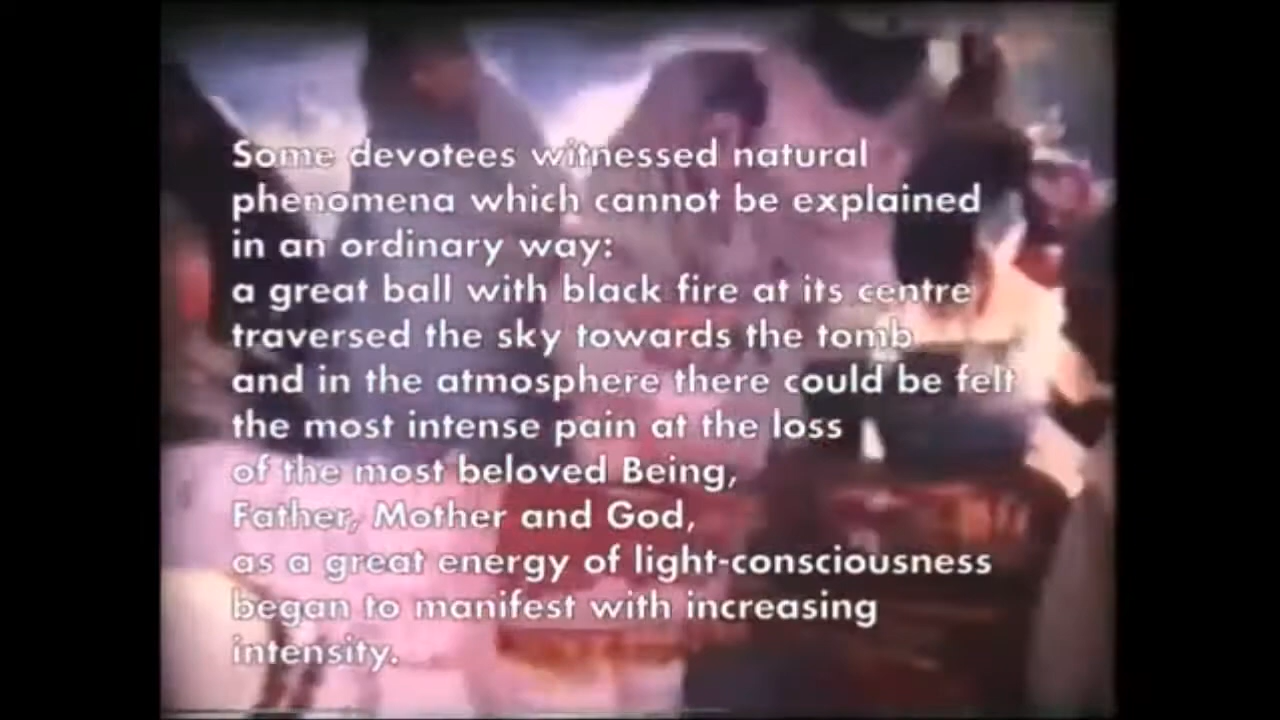 Some devotees witnessed natural
phenomena which cannot be explained
in an ordinary way:
a great ball with black fire at its centre
traversed the sky towards the tomb
and in the atmosphere there could be felt
the most intense pain at the loss
of the most beloved Being,
Father, Mother and God,
as a great energy of light-consciousness
began to manifest with increasing
intensity.